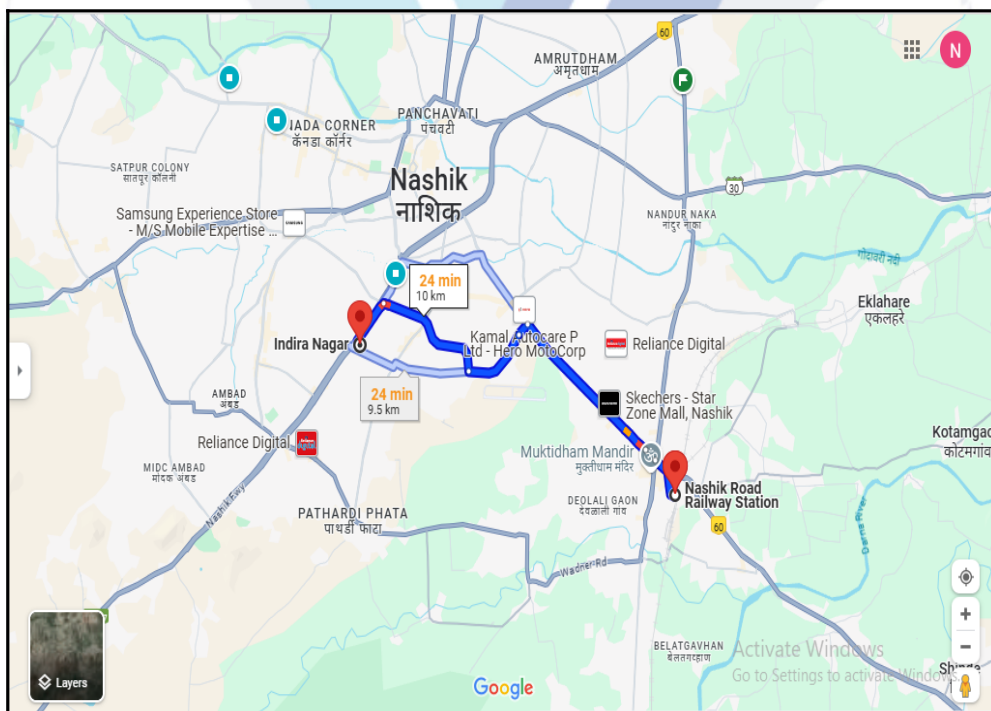 60
AMRUTDHAM
अमृतधाम
N
PANCHAVATI
पंचवटी
IADA CORNER
कॅनडा कॉर्नर
SATPUR COLONY
सातपूर कॉलनी
Nashik
नाशिक
30
Samsung Experience Store
- M/S Mobile Expertise ...
NANDUR NAKA
नांदुर नाका
गोदावरी नदी
24 min
10 km
Eklahare
एकलहरे
Indira Nagar
Kamal Autocare P
Ltd - Hero MotoCorp
Reliance Digital
24 min
9.5 km
AMBAD
अंबड
Skechers - Star
Zone Mall, Nashik
Reliance Digital
Muktidham Mandir
मुक्तीधाम मंदिर
Kotamgao
कोटमगांव
MIDC AMBAD
Nashik Fwy
DEOLALI GAON
देवळाली गांव
Nashik Road
Railway Station
PATHARDI PHATA
पाथर्डी फाटा
60
Darna River
Wadner Rd
BELATGAVHAN
बेलतगव्हाण
Activate Windows
Go to Settings to activate Windows.
Layers
Google